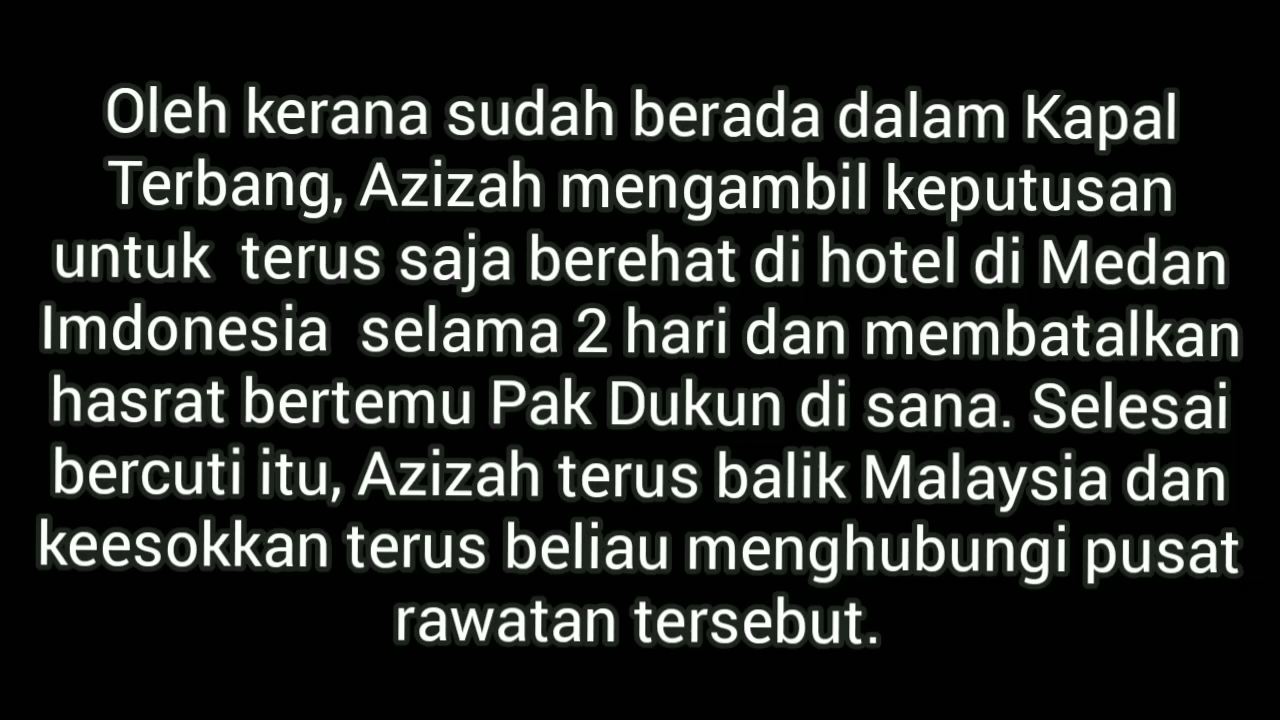 Oleh kerana sudah berada dalam Kapal
Terbang, Azizah mengambil keputusan
untuk  terus saja berehat di hotel di Medan
Imdonesia  selama 2 hari dan membatalkan
hasrat bertemu Pak Dukun di sana. Selesai
bercuti itu, Azizah terus balik Malaysia dan
keesokkan terus beliau menghubungi pusat
rawatan tersebut.